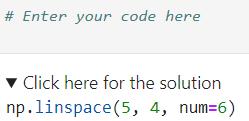 # Enter your code here
▼ Click here for the solution
np.linspace(5, 4, num=6)